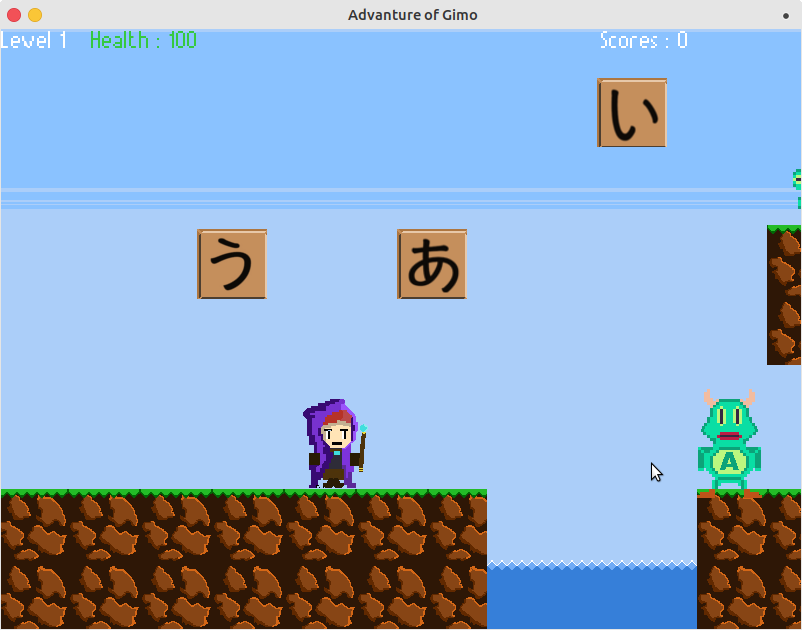 Advanture of Gimo
Level 1 Health : 100 Scores : 0
い
う あ
A